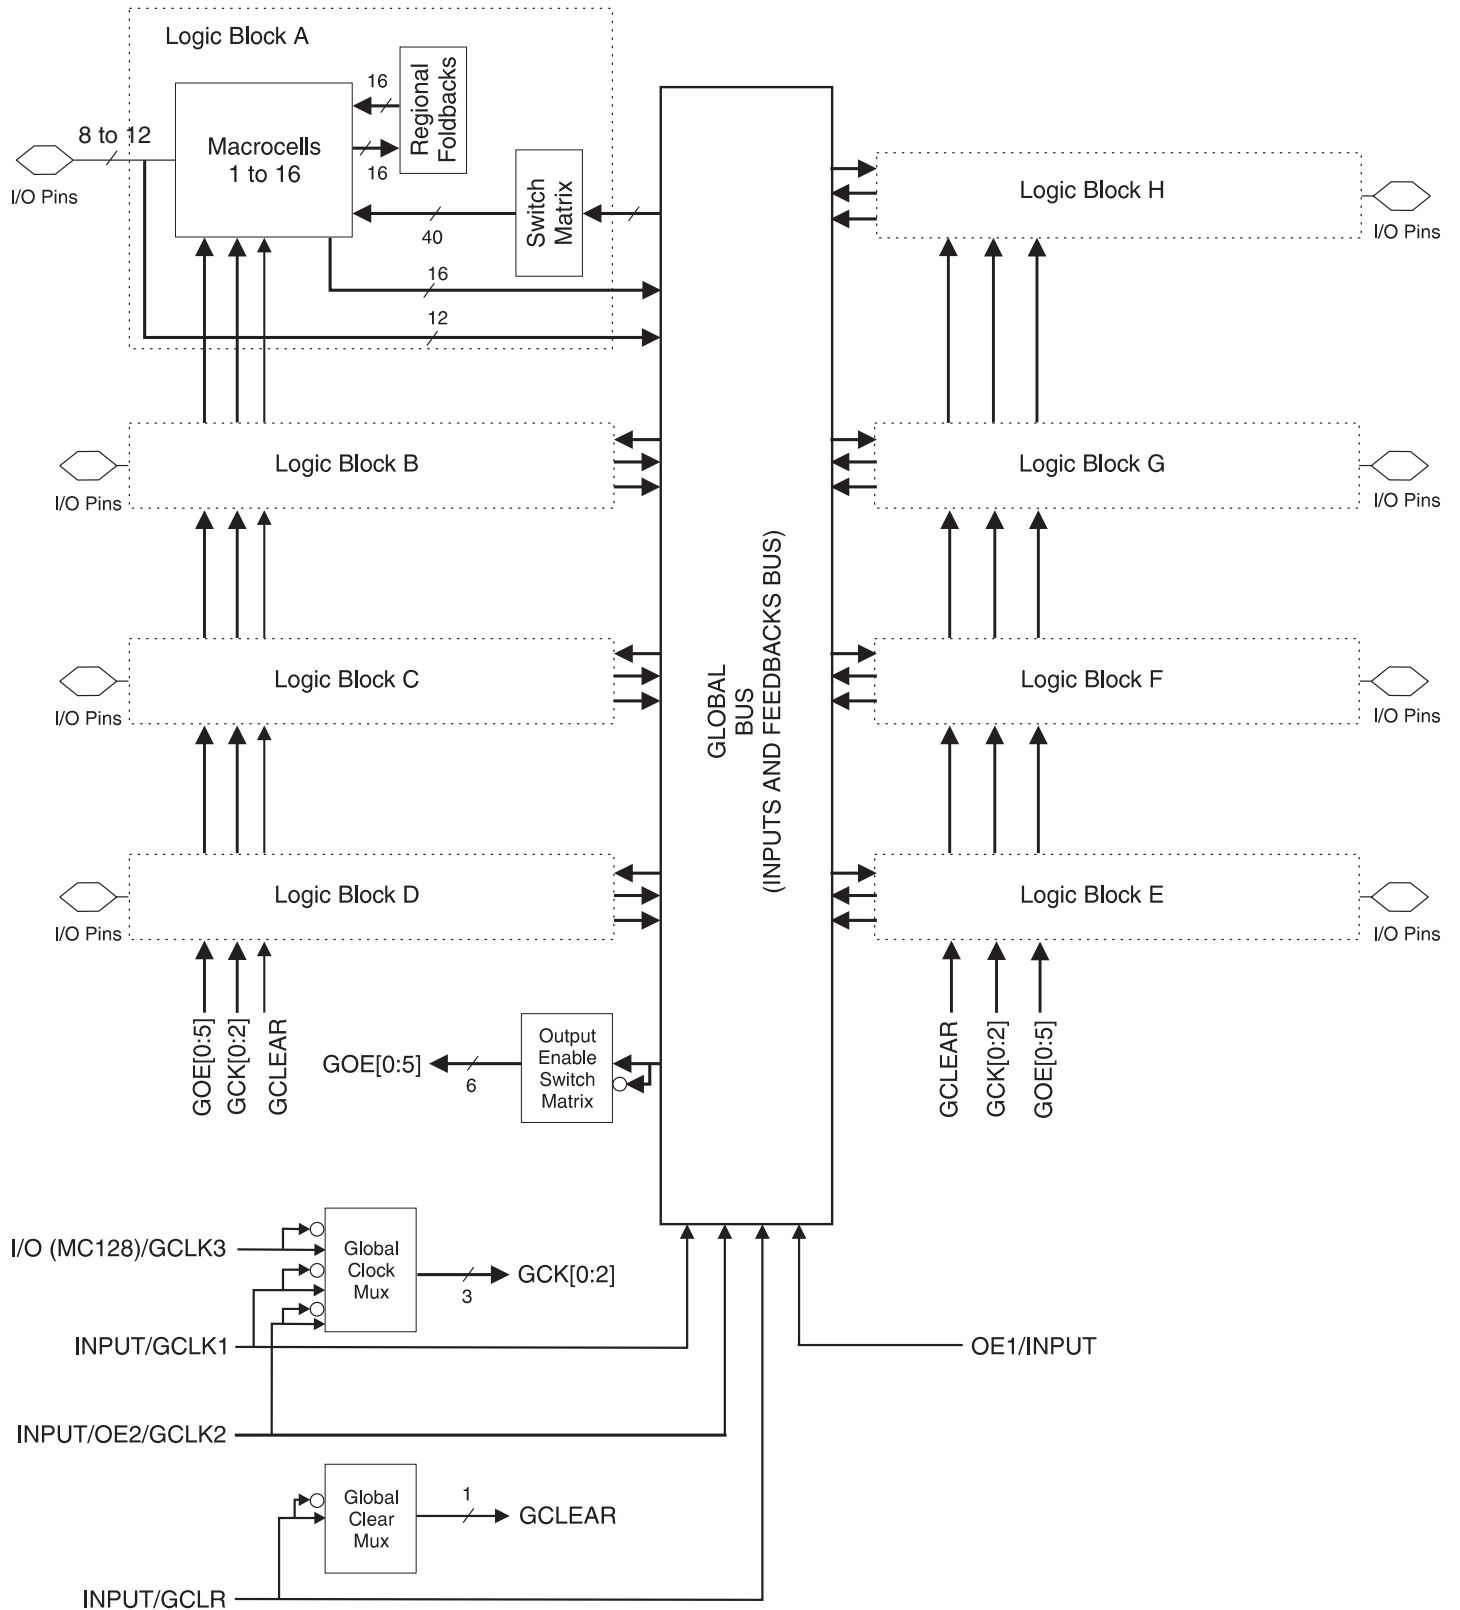 Logic Block A
8 to 12
I/O Pins
Macrocells
1 to 16
16
16
Regional
Foldbacks
Switch
Matrix
40
16
12
Logic Block H
I/O Pins
Logic Block B
I/O Pins
Logic Block G
I/O Pins
Logic Block C
I/O Pins
GLOBAL
BUS
(INPUTS AND FEEDBACKS BUS)
Logic Block F
I/O Pins
Logic Block D
I/O Pins
Logic Block E
I/O Pins
GOE[0:5]
GCK[0:2]
GCLEAR
GOE[0:5]
6
Output
Enable
Switch
Matrix
GCLEAR
GCK[0:2]
GOE[0:5]
I/O (MC128)/GCLK3
Global
Clock
Mux
3
GCK[0:2]
INPUT/GCLK1
OE1/INPUT
INPUT/OE2/GCLK2
Global
Clear
Mux
1
GCLEAR
INPUT/GCLR